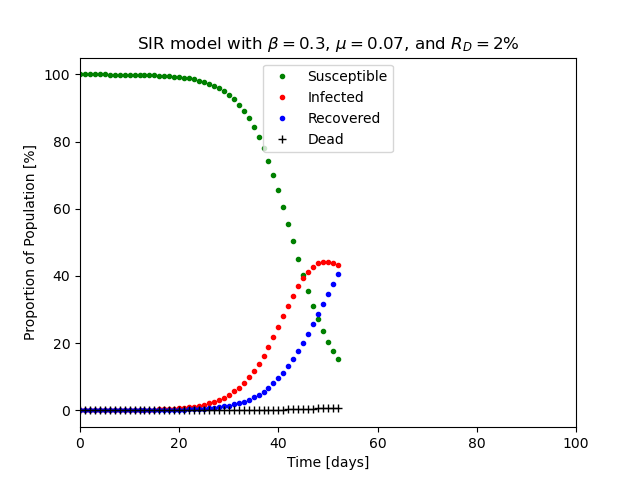 SIR model with β = 0.3, μ = 0.07, and R_D = 2%
Susceptible
Infected
Recovered
Dead
Proportion of Population [%]
100
80
60
40
20
0
0 20 40 60 80 100
Time [days]